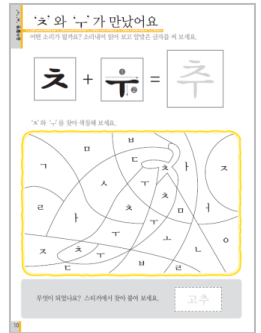 'ㅊ'와 'ㅜ'가 만났어요
어떤 소리가 될까요? 소리내어 읽어 보고 알맞은 글자를 써 보세요.
ㅊ + ㅜ = 추
① ②
'ㅊ'와 'ㅜ'를 찾아 색칠해 보세요.
ㅁ ㅂ
ㄱ ㄷ ㅊ ㅏ ㅈ
ㅅ ㅜ ㅊ
ㄹ ㅏ ㅜ ㅊ ㅁ ㅓ
ㅊ ㅜ ㅜ ㅗ ㄴ ㅇ
ㅈ ㄷ ㅊ ㅂ
무엇이 되었나요? 스티커에서 찾아 붙여 보세요.
고추
10